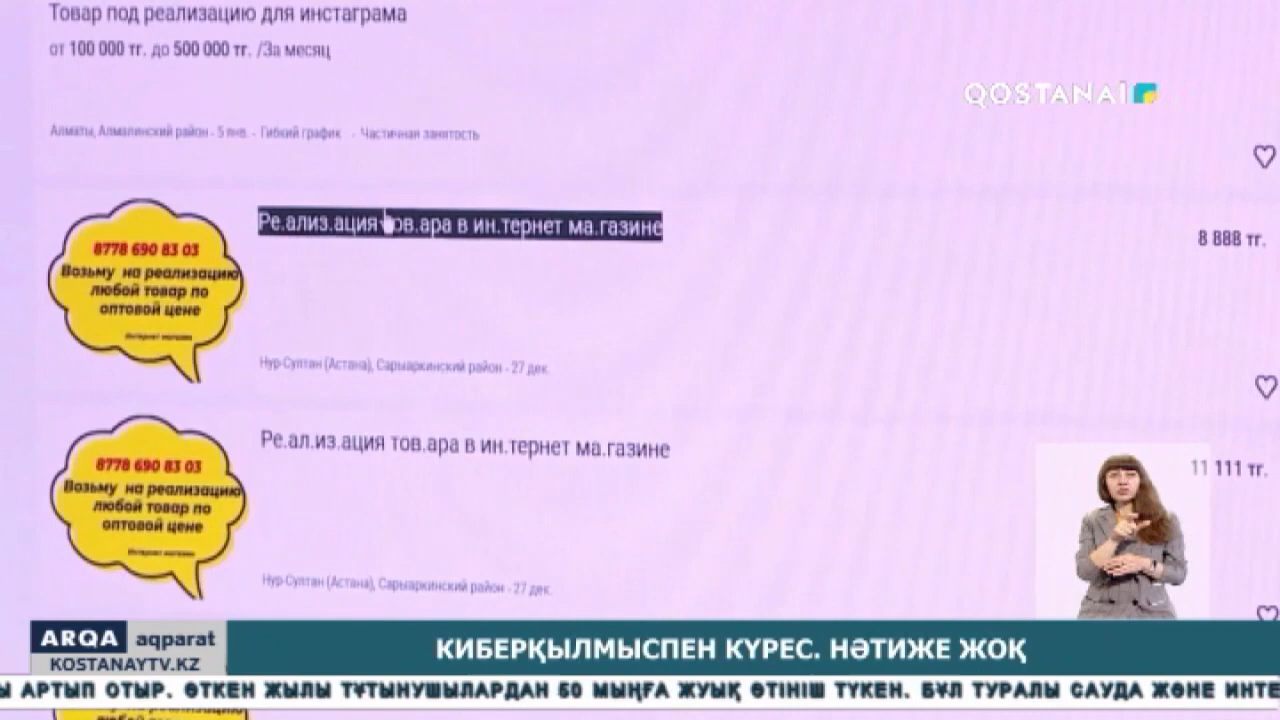 Товар под реализацию для инстаграма
от 100 000 тг. до 500 000 тг. /За месяц
QOSTANAI
Алматы, Алмалинский район - 5 янв. - Гибкий график - Частичная занятость
Ре.ализ.ация тов.ара в ин.тернет ма.газине
8 888 тг.
8778 690 83 03
Возьму на реализацию
любой товар по
оптовой цене
Интернет магазин
Нур-Султан (Астана), Сарыаркинский район - 27 дек.
Ре.ал.из.ация тов.ара в ин.тернет ма.газине
11 111 тг.
8778 690 83 03
Возьму на реализацию
любой товар по
оптовой цене
Интернет магазин
Нур-Султан (Астана), Сарыаркинский район - 27 дек.
ARQA aqparat
KOSTANAYTV.KZ
КИБЕРҚЫЛМЫСПЕН КҮРЕС. НӘТИЖЕ ЖОҚ
Ы АРТЫП ОТЫР. ӨТКЕН ЖЫЛЫ ТҰТЫНУШЫЛАРДАН 50 МЫҢҒА ЖУЫҚ ӨТІНІШ ТҮКЕН. БҰЛ ТУРАЛЫ САУДА ЖӘНЕ ИНТЕ